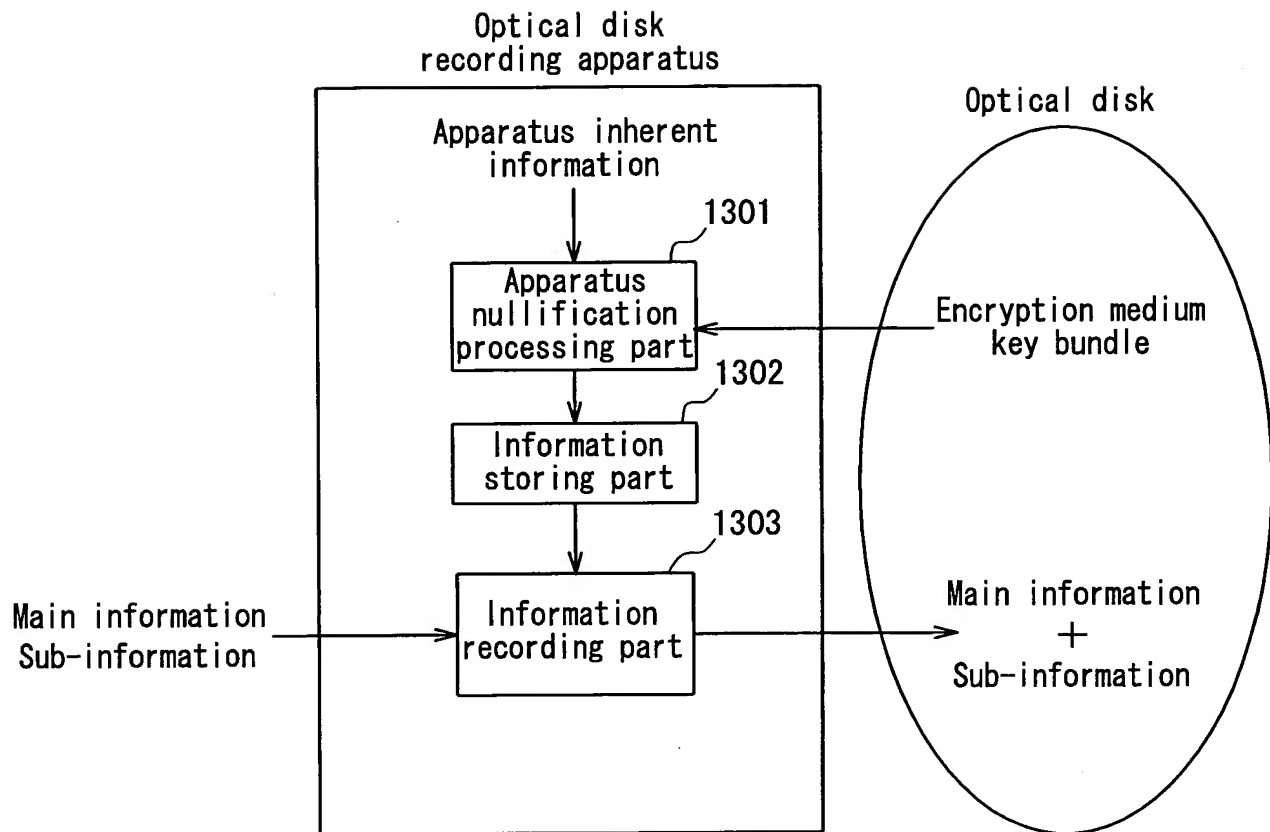 Optical disk
recording apparatus
Optical disk
Apparatus inherent
information
1301
Apparatus
nullification
processing part
Encryption medium
key bundle
1302
Information
storing part
1303
Main information
Sub-information
Information
recording part
Main information
+
Sub-information